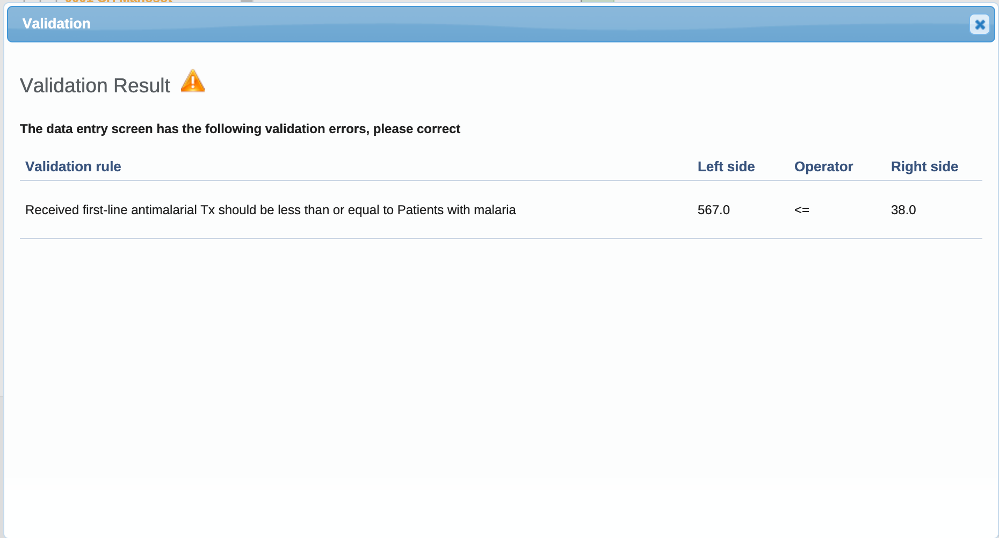 Validation
Validation Result
The data entry screen has the following validation errors, please correct
Validation rule Left side Operator Right side
Received first-line antimalarial Tx should be less than or equal to Patients with malaria 567.0 <= 38.0